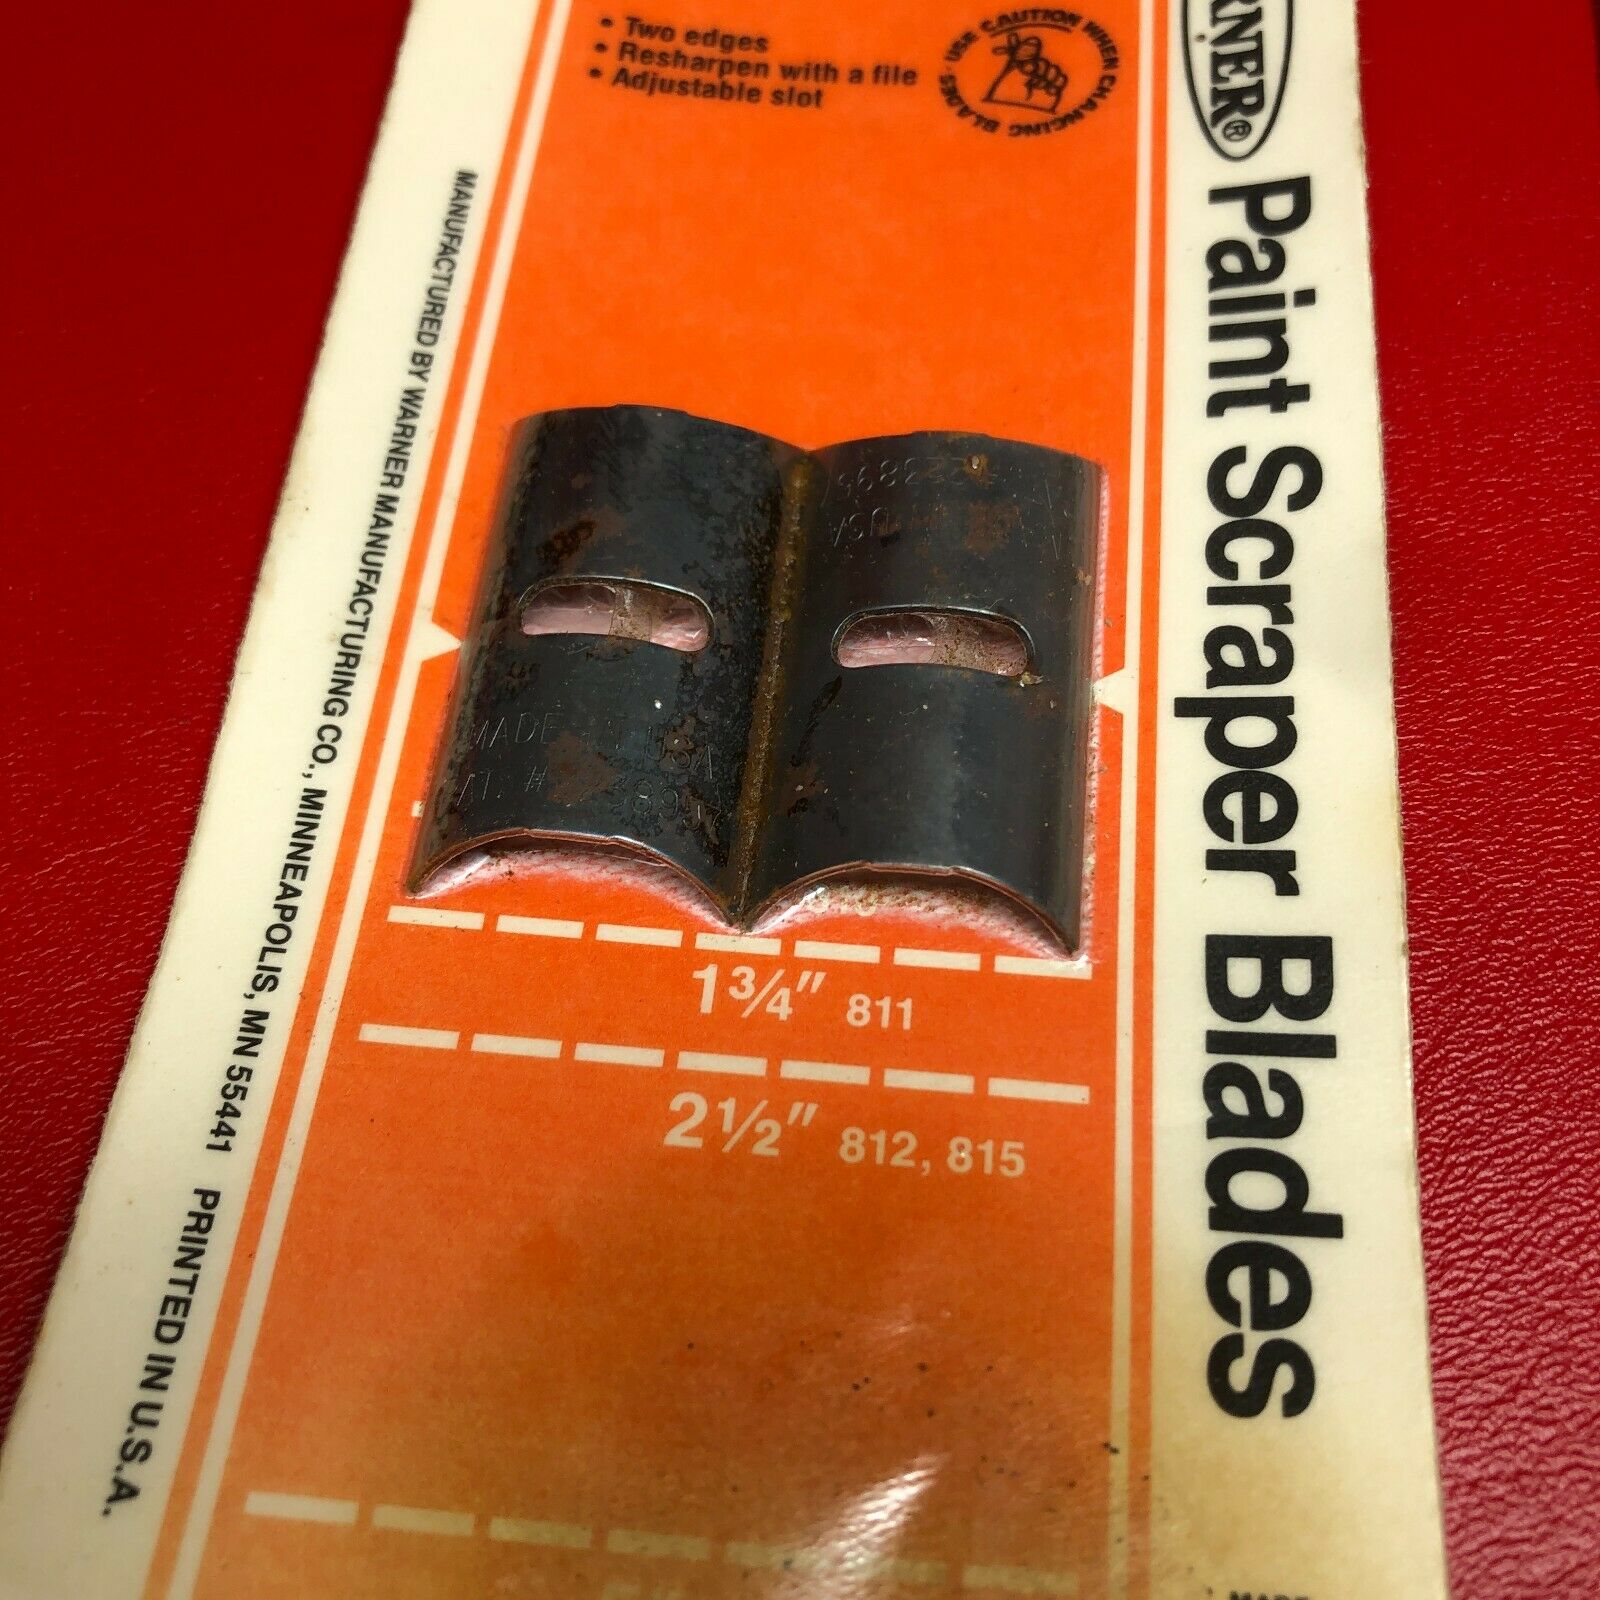 • Two edges
• Resharpen with a file
• Adjustable slot
USE CAUTION WHEN CHANGING BLADES
RNER®
Paint Scraper Blades
MANUFACTURED BY WARNER MANUFACTURING CO., MINNEAPOLIS, MN 55441 PRINTED IN U.S.A.
USA
MADE USA
1¾" 811
2½" 812, 815